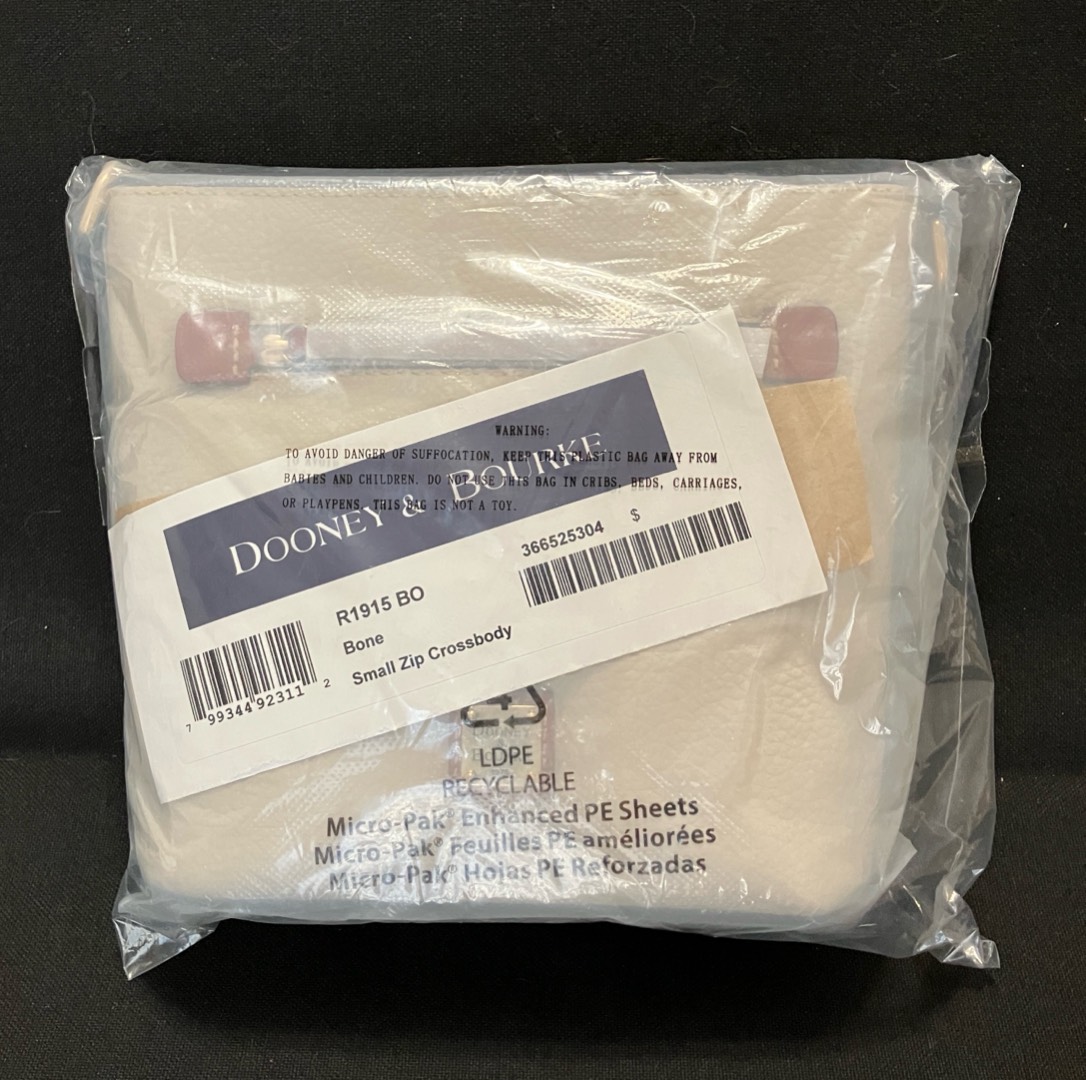 WARNING:
TO AVOID DANGER OF SUFFOCATION, KEEP THIS PLASTIC BAG AWAY FROM
BABIES AND CHILDREN. DO NOT USE THIS BAG IN CRIBS, BEDS, CARRIAGES,
OR PLAYPENS. THIS BAG IS NOT A TOY.
DOONEY & BOURKE
366525304 $
R1915 BO
Bone
Small Zip Crossbody
7 99344 92311 2
4
LDPE
RECYCLABLE
Micro-Pak® Enhanced PE Sheets
Micro-Pak® Feuilles PE améliorées
Micro-Pak® Hojas PE Reforzadas